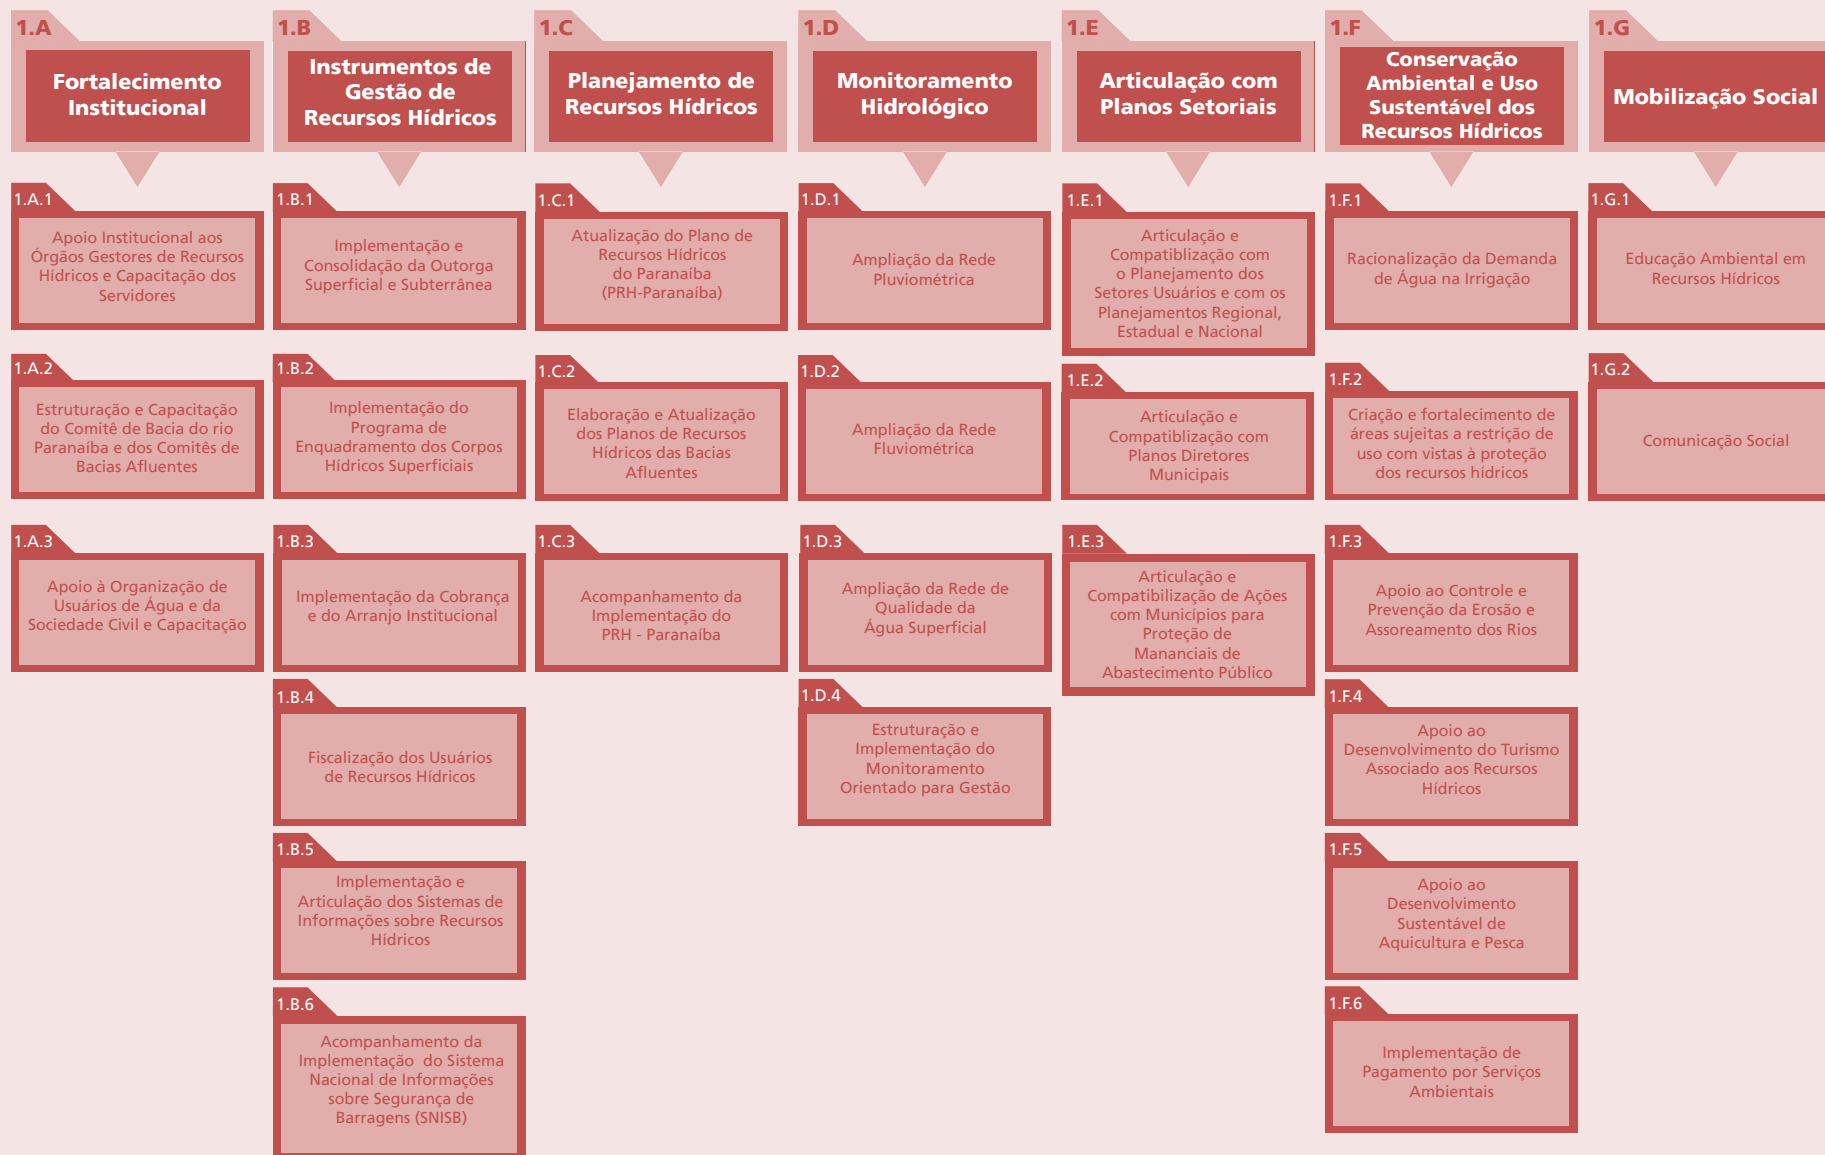 1.A
Fortalecimento
Institucional
1.A.1
Apoio Institucional aos
Órgãos Gestores de Recursos
Hídricos e Capacitação dos
Servidores
1.A.2
Estruturação e Capacitação
do Comitê de Bacia do rio
Paranaíba e dos Comitês de
Bacias Afluentes
1.A.3
Apoio à Organização de
Usuários de Água e da
Sociedade Civil e Capacitação
1.B
Instrumentos de
Gestão de
Recursos Hídricos
1.B.1
Implementação e
Consolidação da Outorga
Superficial e Subterrânea
1.B.2
Implementação do
Programa de
Enquadramento dos Corpos
Hídricos Superficiais
1.B.3
Implementação da Cobrança
e do Arranjo Institucional
1.B.4
Fiscalização dos Usuários
de Recursos Hídricos
1.B.5
Implementação e
Articulação dos Sistemas de
Informações sobre Recursos
Hídricos
1.B.6
Acompanhamento da
Implementação do Sistema
Nacional de Informações
sobre Segurança de
Barragens (SNISB)
1.C
Planejamento de
Recursos Hídricos
1.C.1
Atualização do Plano de
Recursos Hídricos
do Paranaíba
(PRH-Paranaíba)
1.C.2
Elaboração e Atualização
dos Planos de Recursos
Hídricos das Bacias
Afluentes
1.C.3
Acompanhamento da
Implementação do
PRH - Paranaíba
1.D
Monitoramento
Hidrológico
1.D.1
Ampliação da Rede
Pluviométrica
1.D.2
Ampliação da Rede
Fluviométrica
1.D.3
Ampliação da Rede de
Qualidade da
Água Superficial
1.D.4
Estruturação e
Implementação do
Monitoramento
Orientado para Gestão
1.E
Articulação com
Planos Setoriais
1.E.1
Articulação e
Compatiblização com
o Planejamento dos
Setores Usuários e com os
Planejamentos Regional,
Estadual e Nacional
1.E.2
Articulação e
Compatiblização com
Planos Diretores
Municipais
1.E.3
Articulação e
Compatibilização de Ações
com Municípios para
Proteção de
Mananciais de
Abastecimento Público
1.F
Conservação
Ambiental e Uso
Sustentável dos
Recursos Hídricos
1.F.1
Racionalização da Demanda
de Água na Irrigação
1.F.2
Criação e fortalecimento de
áreas sujeitas a restrição de
uso com vistas à proteção
dos recursos hídricos
1.F.3
Apoio ao Controle e
Prevenção da Erosão e
Assoreamento dos Rios
1.F.4
Apoio ao
Desenvolvimento do Turismo
Associado aos Recursos
Hídricos
1.F.5
Apoio ao
Desenvolvimento
Sustentável de
Aquicultura e Pesca
1.F.6
Implementação de
Pagamento por Serviços
Ambientais
1.G
Mobilização Social
1.G.1
Educação Ambiental em
Recursos Hídricos
1.G.2
Comunicação Social